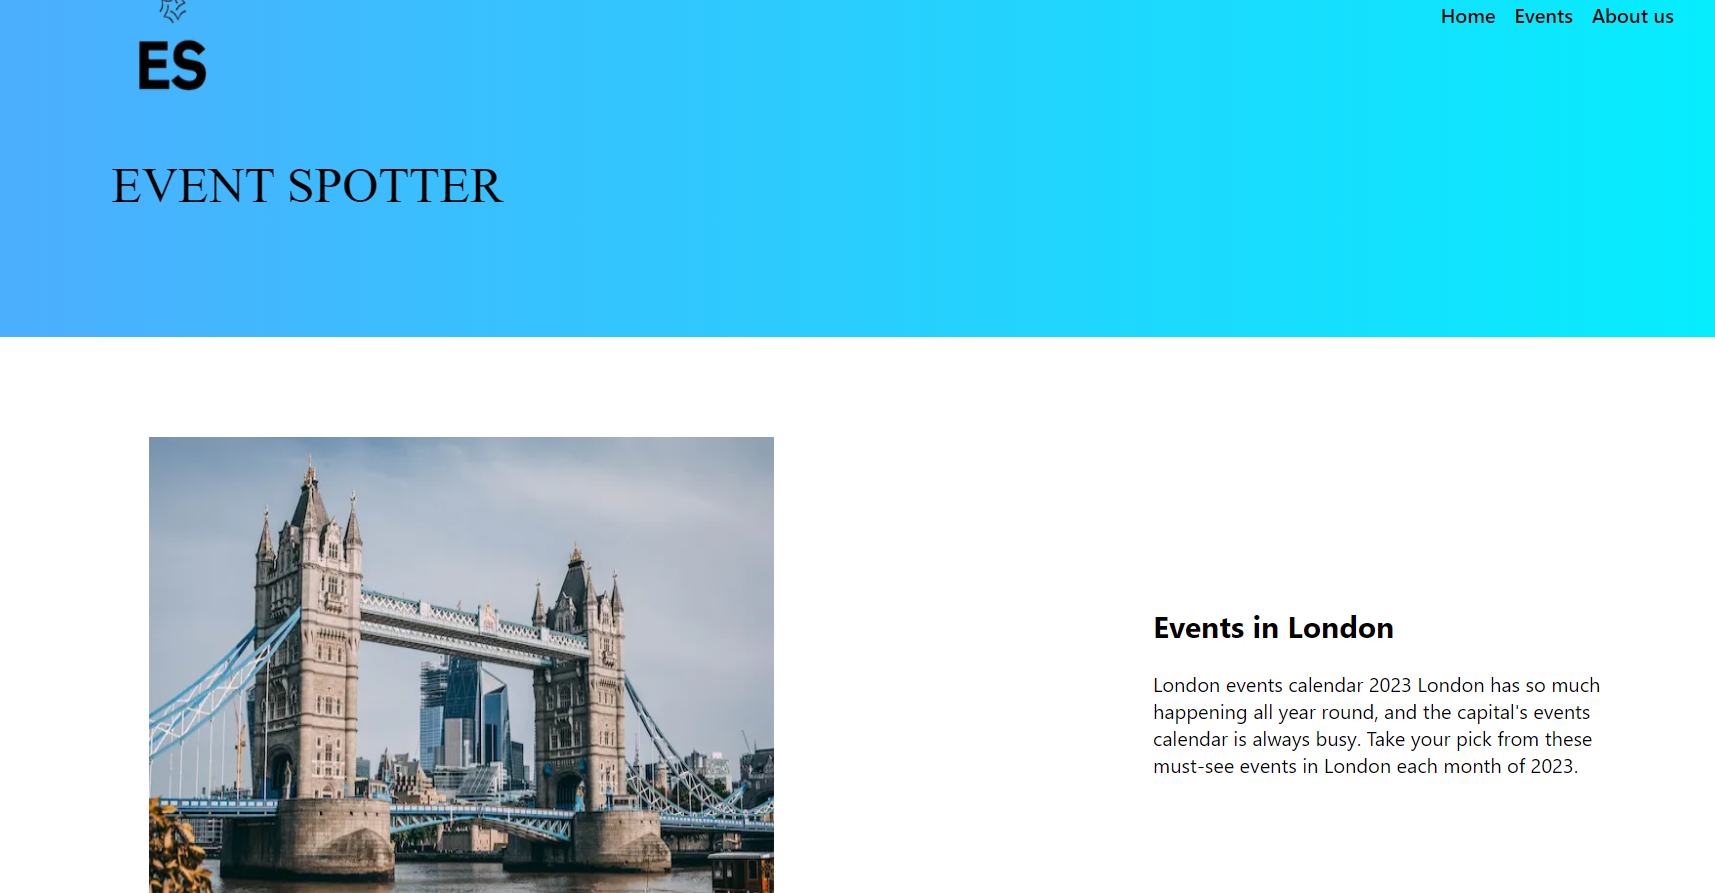 Home Events About us
ES
EVENT SPOTTER
Events in London
London events calendar 2023 London has so much
happening all year round, and the capital's events
calendar is always busy. Take your pick from these
must-see events in London each month of 2023.